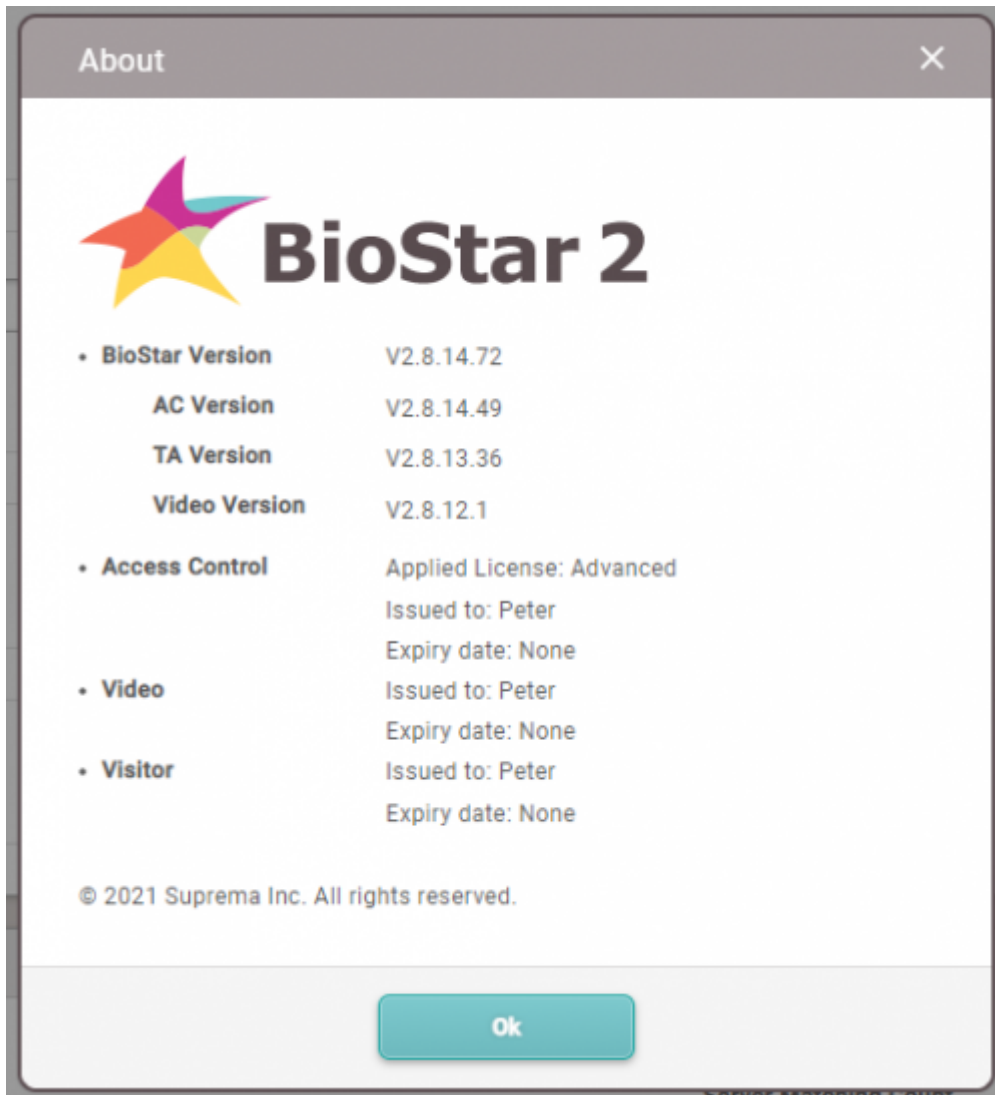 About
BioStar 2
• BioStar Version V2.8.14.72
AC Version V2.8.14.49
TA Version V2.8.13.36
Video Version V2.8.12.1
• Access Control Applied License: Advanced
Issued to: Peter
Expiry date: None
• Video Issued to: Peter
Expiry date: None
• Visitor Issued to: Peter
Expiry date: None
© 2021 Suprema Inc. All rights reserved.
Ok